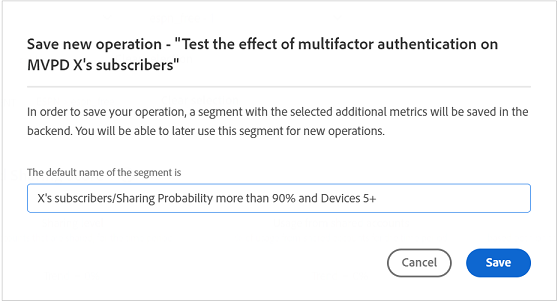 Save new operation - "Test the effect of multifactor authentication on
MVPD X's subscribers"
In order to save your operation, a segment with the selected additional metrics will be saved in the
backend. You will be able to later use this segment for new operations.
The default name of the segment is
X's subscribers/Sharing Probability more than 90% and Devices 5+
Cancel Save